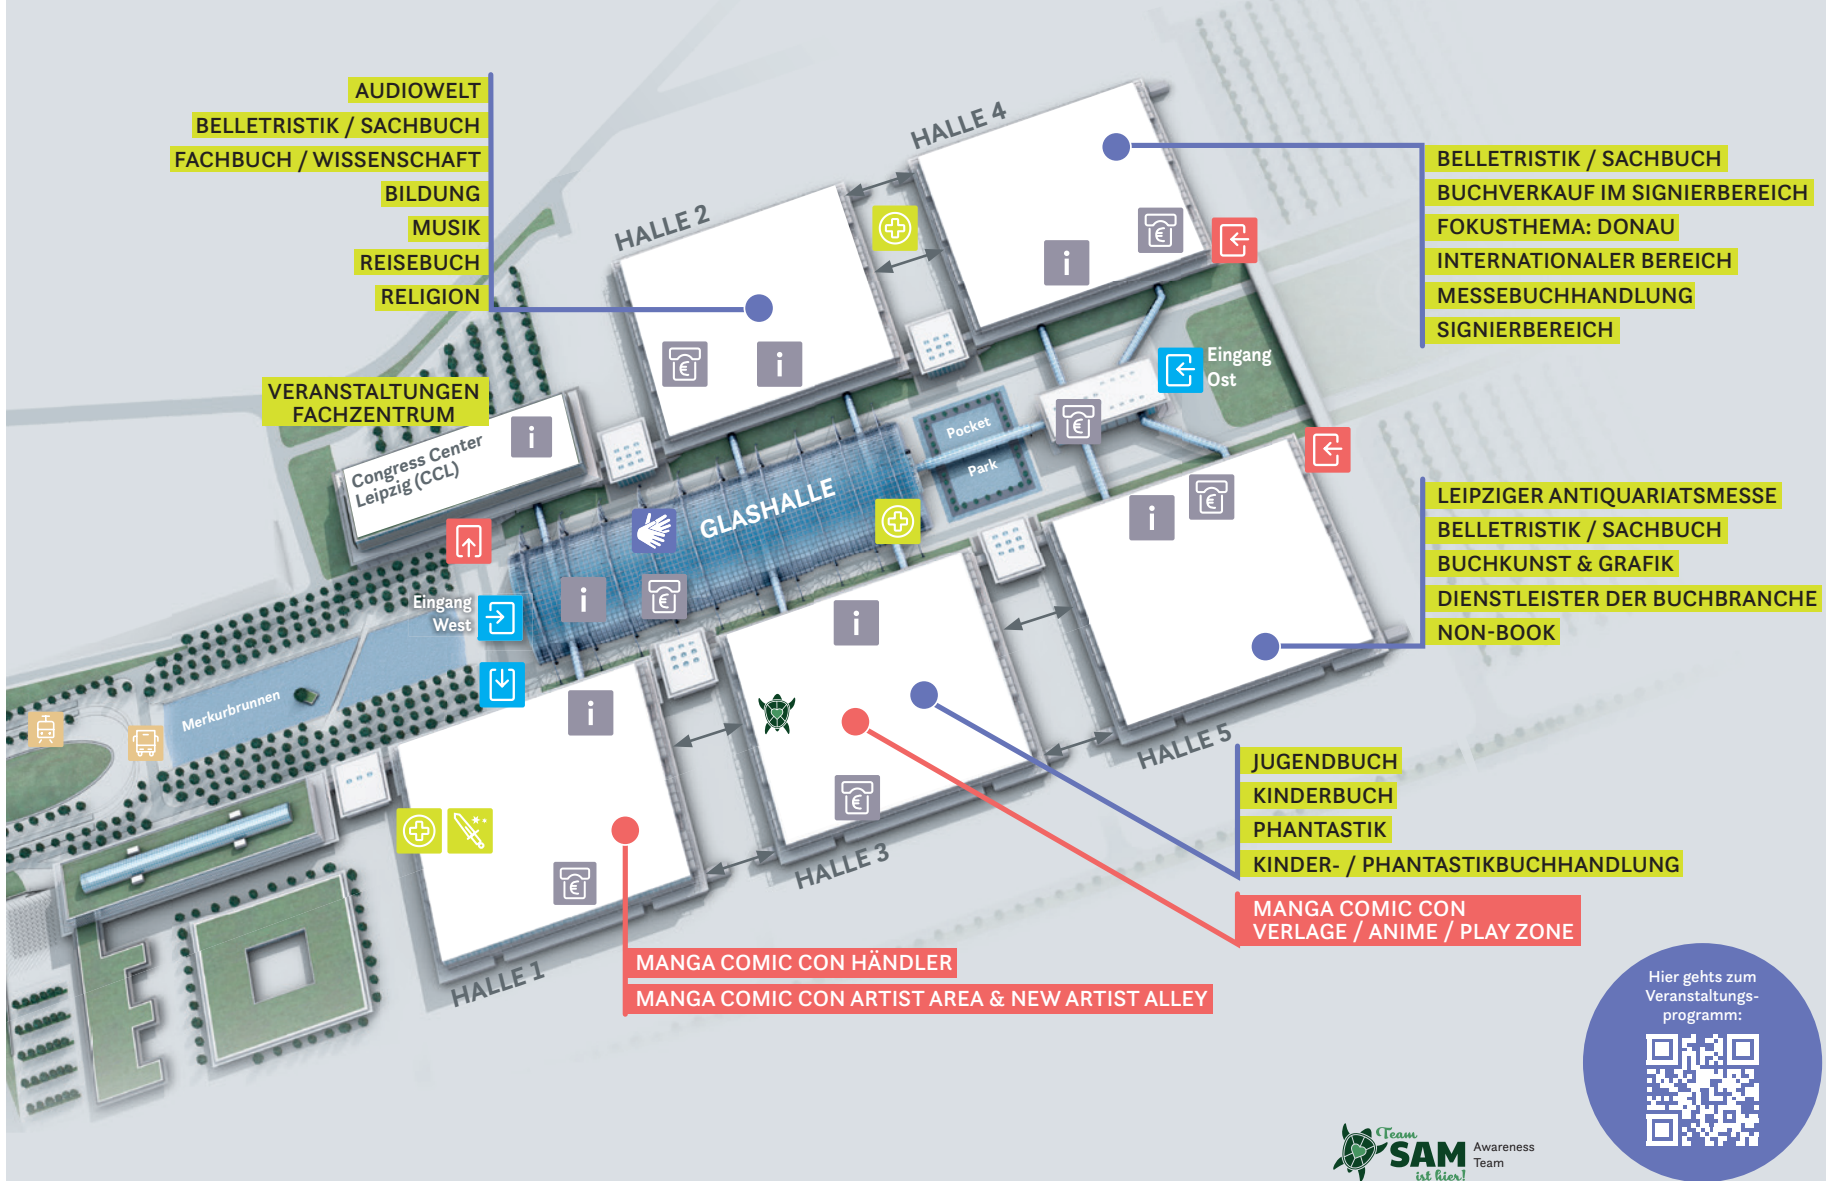 AUDIOWELT
BELLETRISTIK / SACHBUCH
FACHBUCH / WISSENSCHAFT
BILDUNG
MUSIK
REISEBUCH
RELIGION
VERANSTALTUNGEN
FACHZENTRUM
Congress Center
Leipzig (CCL)
i
HALLE 2
i
€
HALLE 4
i
€
BELLETRISTIK / SACHBUCH
BUCHVERKAUF IM SIGNIERBEREICH
FOKUSTHEMA: DONAU
INTERNATIONALER BEREICH
MESSEBUCHHANDLUNG
SIGNIERBEREICH
Eingang
Ost
€
Pocket
Park
GLASHALLE
i
€
Eingang
West
Merkurbrunnen
i
€
HALLE 1
i
€
HALLE 3
i
€
HALLE 5
LEIPZIGER ANTIQUARIATSMESSE
BELLETRISTIK / SACHBUCH
BUCHKUNST & GRAFIK
DIENSTLEISTER DER BUCHBRANCHE
NON-BOOK
JUGENDBUCH
KINDERBUCH
PHANTASTIK
KINDER- / PHANTASTIKBUCHHANDLUNG
MANGA COMIC CON
VERLAGE / ANIME / PLAY ZONE
MANGA COMIC CON HÄNDLER
MANGA COMIC CON ARTIST AREA & NEW ARTIST ALLEY
Hier gehts zum
Veranstaltungs-
programm:
Team
SAM
ist hier!
Awareness
Team